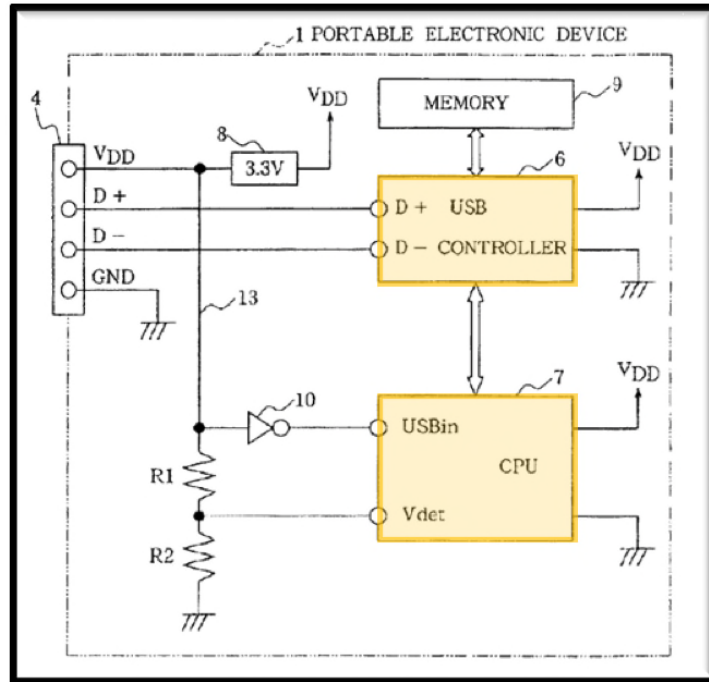 1 PORTABLE ELECTRONIC DEVICE
4
VDD
8
3.3V
VDD
MEMORY
9
6
VDD
D+
D+ USB
D-
D- CONTROLLER
GND
13
7
VDD
10
USBin
CPU
R1
Vdet
R2